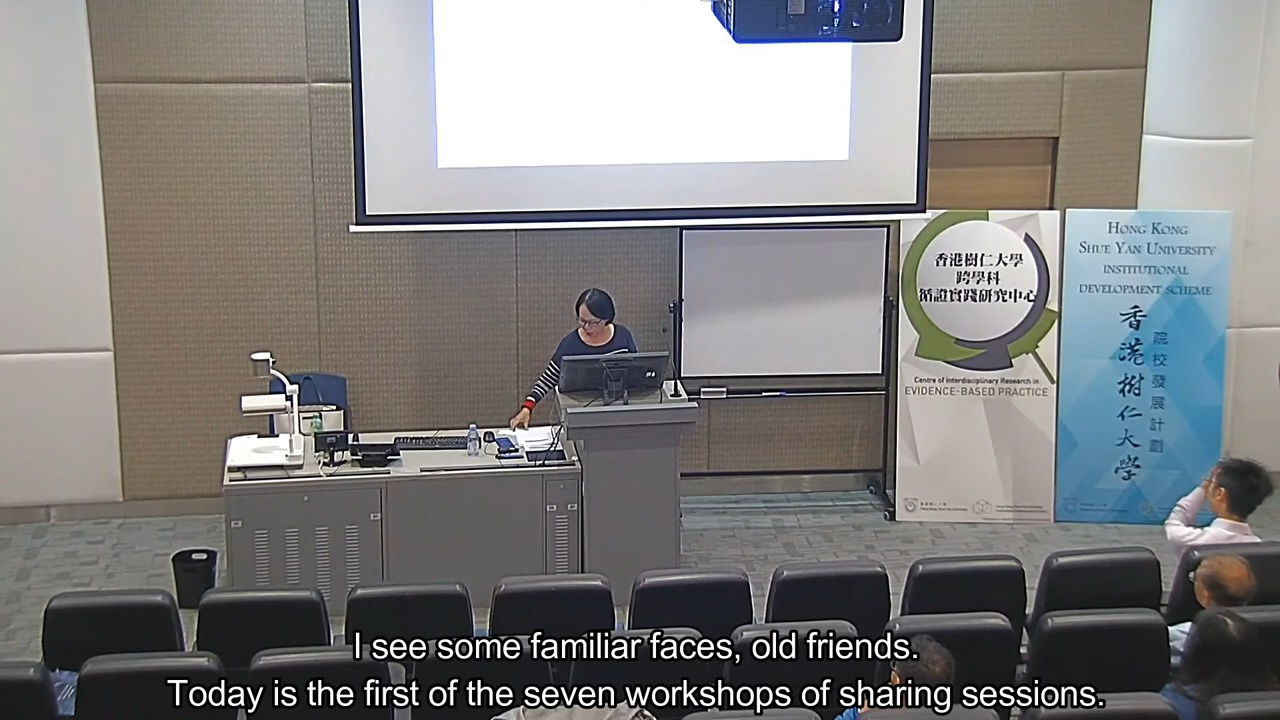 香港樹仁大學
跨學科
循證實踐研究中心
Centre of Interdisciplinary Research in
EVIDENCE-BASED PRACTICE
HONG KONG
SHUE YAN UNIVERSITY
INSTITUTIONAL
DEVELOPMENT SCHEME
香港樹仁大學
院校發展計劃
I see some familiar faces, old friends.
Today is the first of the seven workshops of sharing sessions.